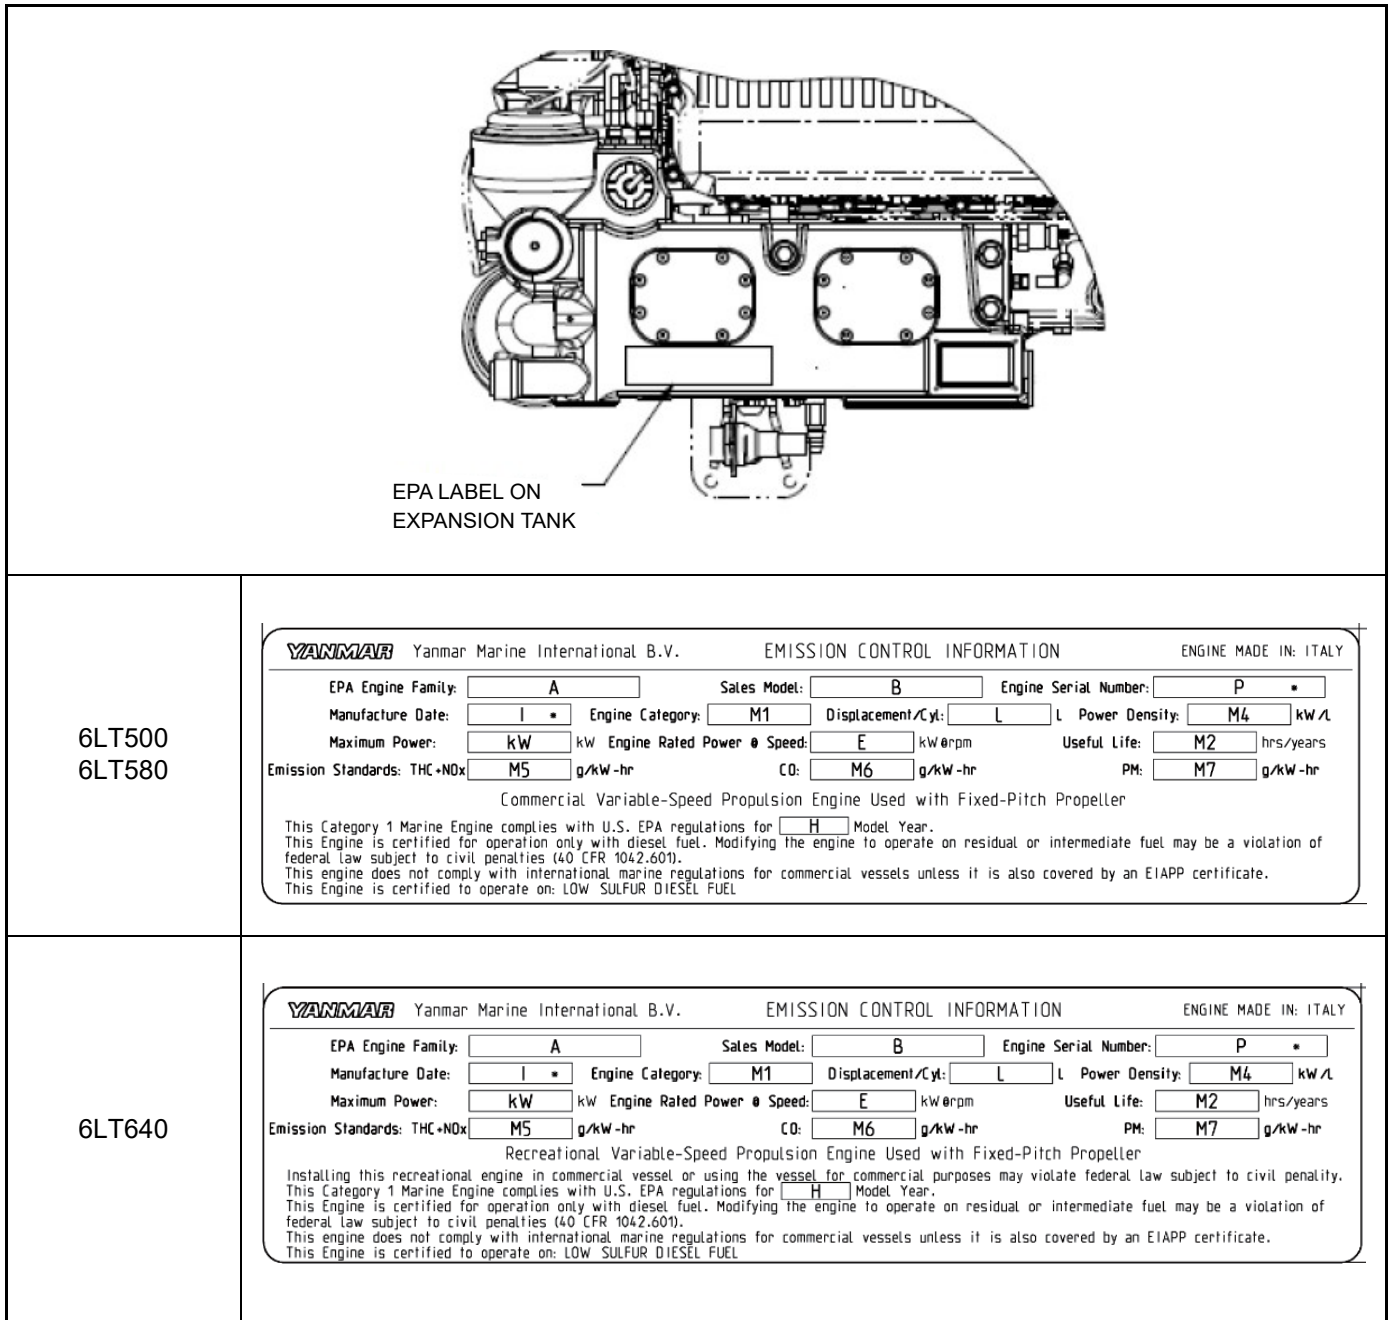 EPA LABEL ON
EXPANSION TANK
6LT500
6LT580
YANMAR Yanmar Marine International B.V. EMISSION CONTROL INFORMATION ENGINE MADE IN: ITALY
EPA Engine Family: A Sales Model: B Engine Serial Number: P *
Manufacture Date: I * Engine Category: M1 Displacement/Cyl: L L Power Density: M4 kW/L
Maximum Power: kW kW Engine Rated Power @ Speed: E kW@rpm Useful Life: M2 hrs/years
Emission Standards: THC+NOx M5 g/kW-hr CO: M6 g/kW-hr PM: M7 g/kW-hr
Commercial Variable-Speed Propulsion Engine Used with Fixed-Pitch Propeller
This Category 1 Marine Engine complies with U.S. EPA regulations for H Model Year.
This Engine is certified for operation only with diesel fuel. Modifying the engine to operate on residual or intermediate fuel may be a violation of
federal law subject to civil penalties (40 CFR 1042.601).
This engine does not comply with international marine regulations for commercial vessels unless it is also covered by an EIAPP certificate.
This Engine is certified to operate on: LOW SULFUR DIESEL FUEL
6LT640
YANMAR Yanmar Marine International B.V. EMISSION CONTROL INFORMATION ENGINE MADE IN: ITALY
EPA Engine Family: A Sales Model: B Engine Serial Number: P *
Manufacture Date: I * Engine Category: M1 Displacement/Cyl: L L Power Density: M4 kW/L
Maximum Power: kW kW Engine Rated Power @ Speed: E kW@rpm Useful Life: M2 hrs/years
Emission Standards: THC+NOx M5 g/kW-hr CO: M6 g/kW-hr PM: M7 g/kW-hr
Recreational Variable-Speed Propulsion Engine Used with Fixed-Pitch Propeller
Installing this recreational engine in commercial vessel or using the vessel for commercial purposes may violate federal law subject to civil penality.
This Category 1 Marine Engine complies with U.S. EPA regulations for H Model Year.
This Engine is certified for operation only with diesel fuel. Modifying the engine to operate on residual or intermediate fuel may be a violation of
federal law subject to civil penalties (40 CFR 1042.601).
This engine does not comply with international marine regulations for commercial vessels unless it is also covered by an EIAPP certificate.
This Engine is certified to operate on: LOW SULFUR DIESEL FUEL